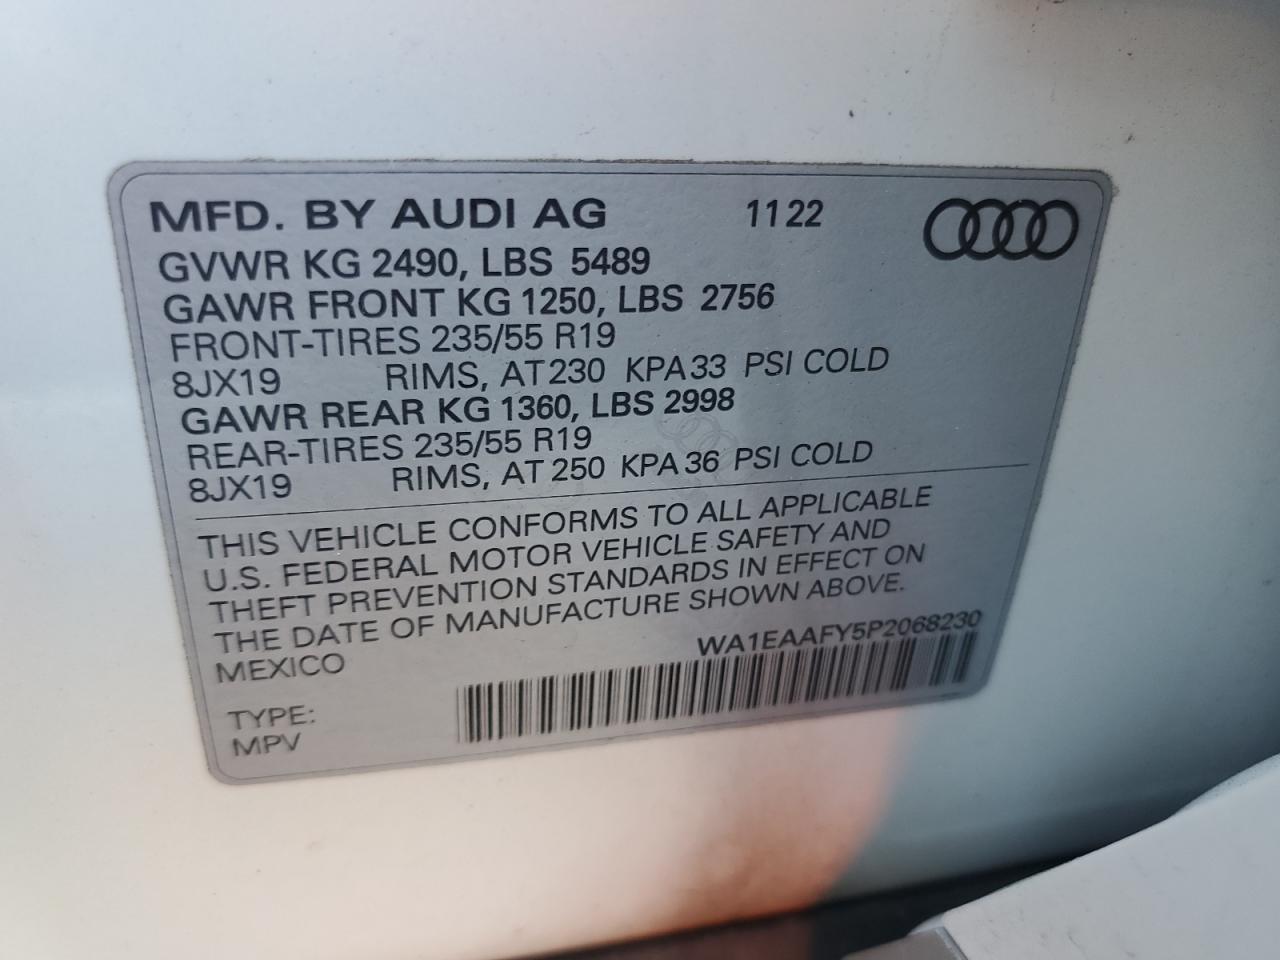 MFD. BY AUDI AG 11 22
GVWR KG 2490, LBS 5489
GAWR FRONT KG 1250, LBS 2756
FRONT-TIRES 235/55 R19
8JX19 RIMS, AT 230 KPA 33 PSI COLD
GAWR REAR KG 1360, LBS 2998
REAR-TIRES 235/55 R19
8JX19 RIMS, AT 250 KPA 36 PSI COLD
THIS VEHICLE CONFORMS TO ALL APPLICABLE
U.S. FEDERAL MOTOR VEHICLE SAFETY AND
THEFT PREVENTION STANDARDS IN EFFECT ON
THE DATE OF MANUFACTURE SHOWN ABOVE.
MEXICO WA1EAAFY5P2068230
TYPE:
MPV